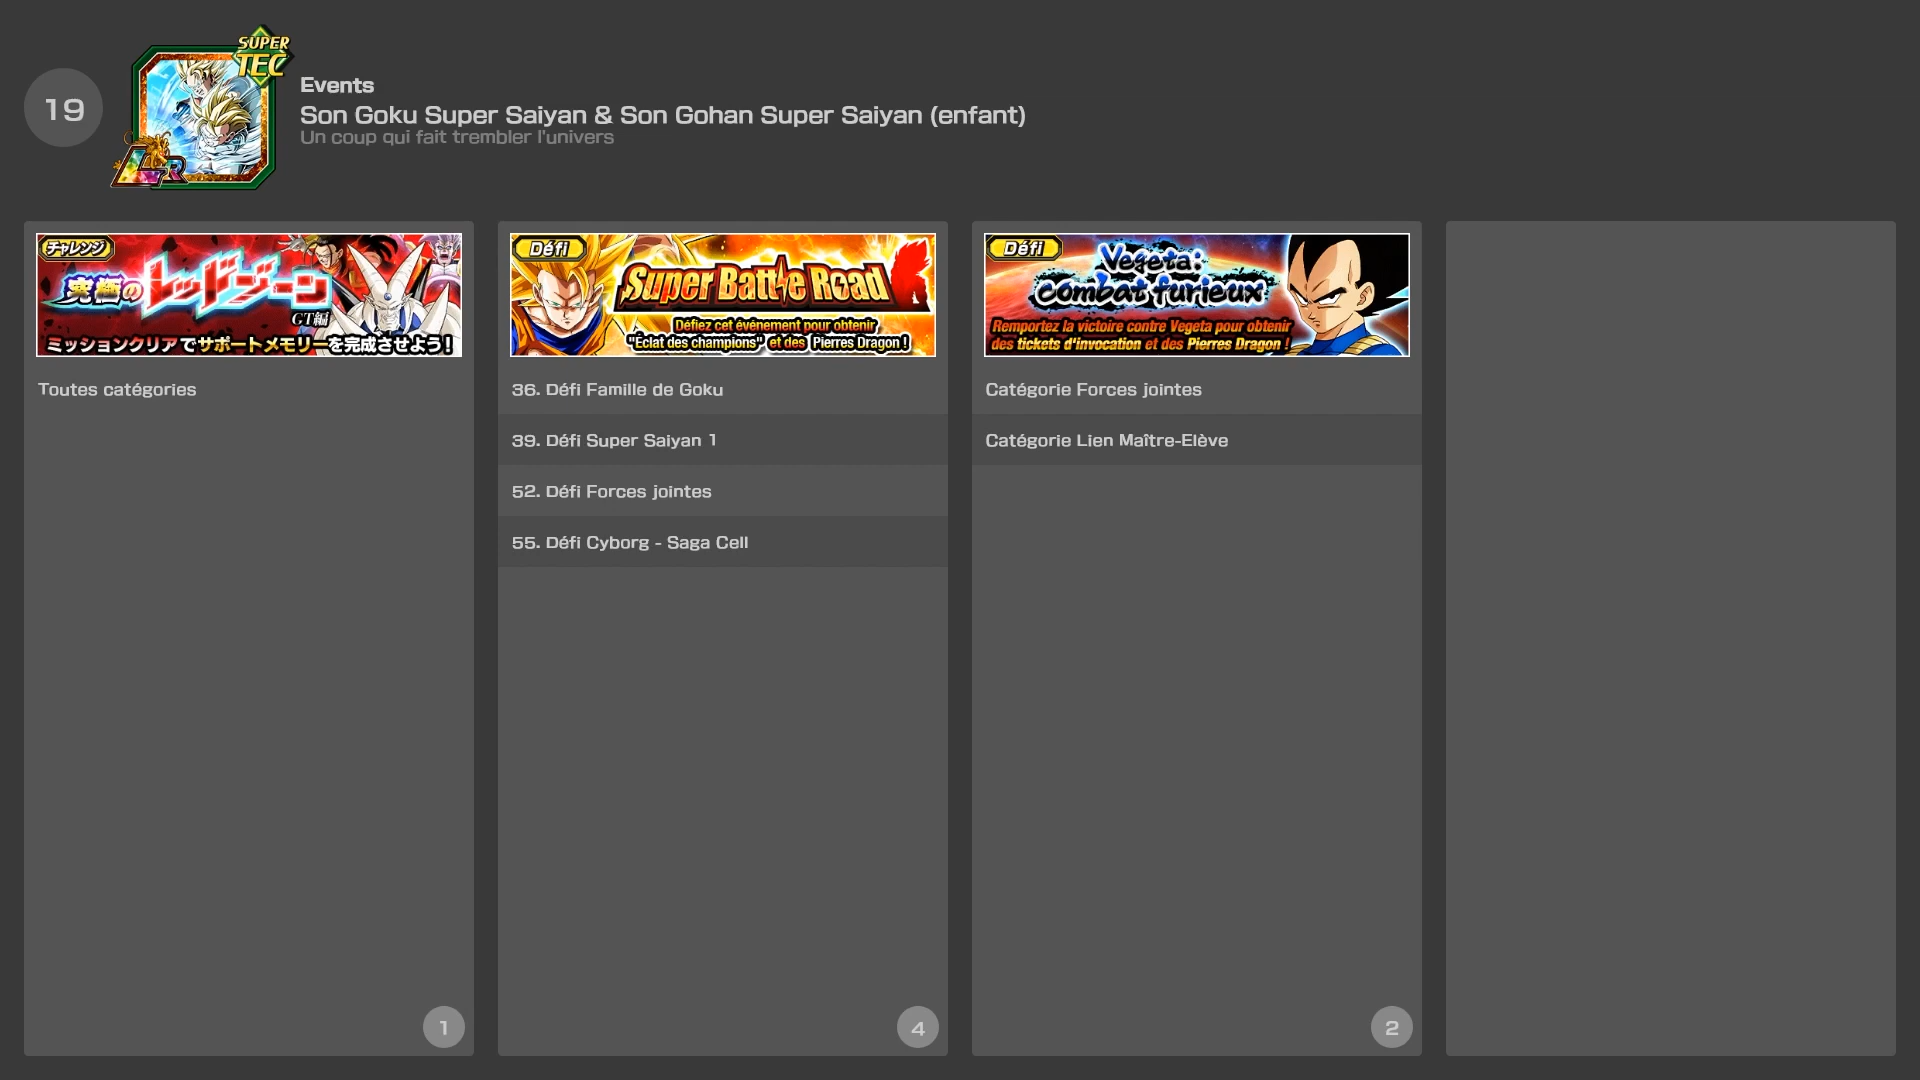 19
SUPER
TEC
LR
Events
Son Goku Super Saiyan & Son Gohan Super Saiyan (enfant)
Un coup qui fait trembler l'univers
チャレンジ
究極のレッドゾーン
GT編
ミッションクリアでサポートメモリーを完成させよう!
Toutes catégories
1
Défi
Super Battle Road
Défiez cet événement pour obtenir
"Éclat des champions" et des Pierres Dragon !
36. Défi Famille de Goku
39. Défi Super Saiyan 1
52. Défi Forces jointes
55. Défi Cyborg - Saga Cell
4
Défi
Vegeta:
combat furieux
Remportez la victoire contre Vegeta pour obtenir
des tickets d'invocation et des Pierres Dragon !
Catégorie Forces jointes
Catégorie Lien Maître-Elève
2